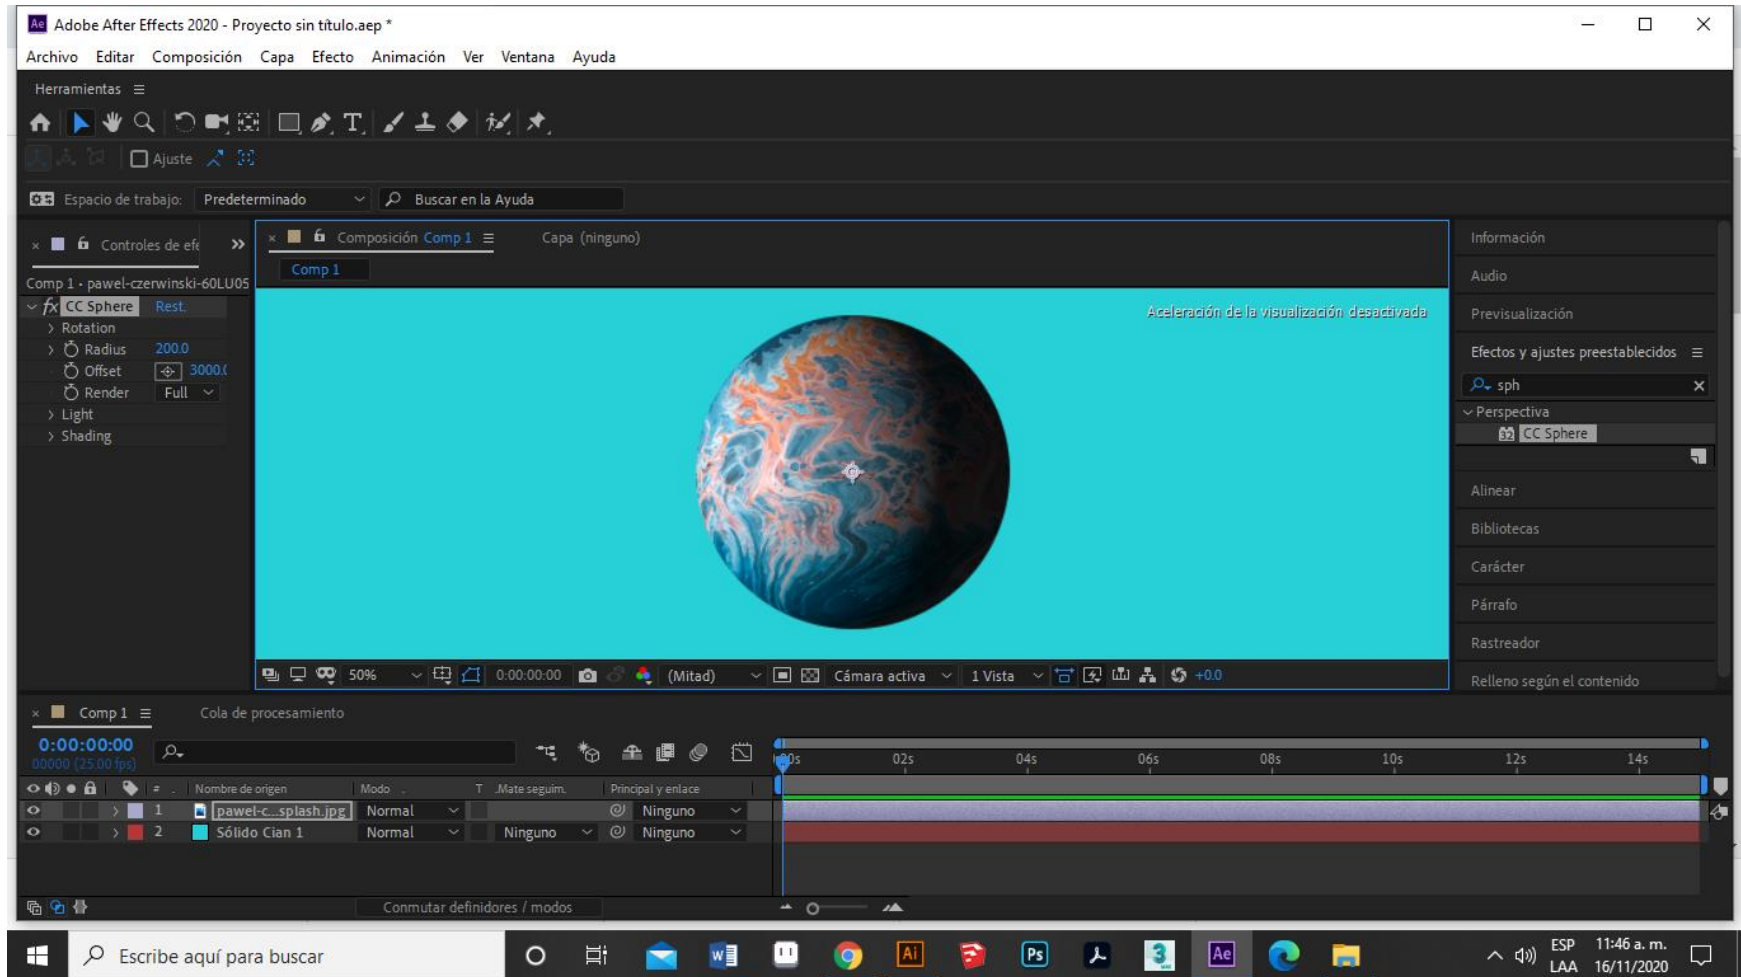 Ae Adobe After Effects 2020 - Proyecto sin título.aep *
Archivo Editar Composición Capa Efecto Animación Ver Ventana Ayuda
Herramientas
T
Ajuste
Espacio de trabajo: Predeterminado Buscar en la Ayuda
Controles de efe
Composición Comp 1 Capa (ninguno)
Comp 1
Comp 1 • pawel-czerwinski-60LU05
fx CC Sphere Rest.
Rotation
Radius 200.0
Offset 3000.(
Render Full
Light
Shading
Aceleración de la visualización desactivada
50% 0:00:00:00 (Mitad) Cámara activa 1 Vista +0.0
Información
Audio
Previsualización
Efectos y ajustes preestablecidos
sph
Perspectiva
32 CC Sphere
Alinear
Bibliotecas
Carácter
Párrafo
Rastreador
Relleno según el contenido
Comp 1 Cola de procesamiento
0:00:00:00
00000 (25.00 fps)
02s 04s 06s 08s 10s 12s 14s
# . Nombre de origen Modo T .Mate seguim. Principal y enlace
1 pawel-c...splash.jpg Normal Ninguno
2 Sólido Cian 1 Normal Ninguno Ninguno
Conmutar definidores / modos
Escribe aquí para buscar
W
Ai
Ps
3
Ae
ESP
LAA
11:46 a. m.
16/11/2020